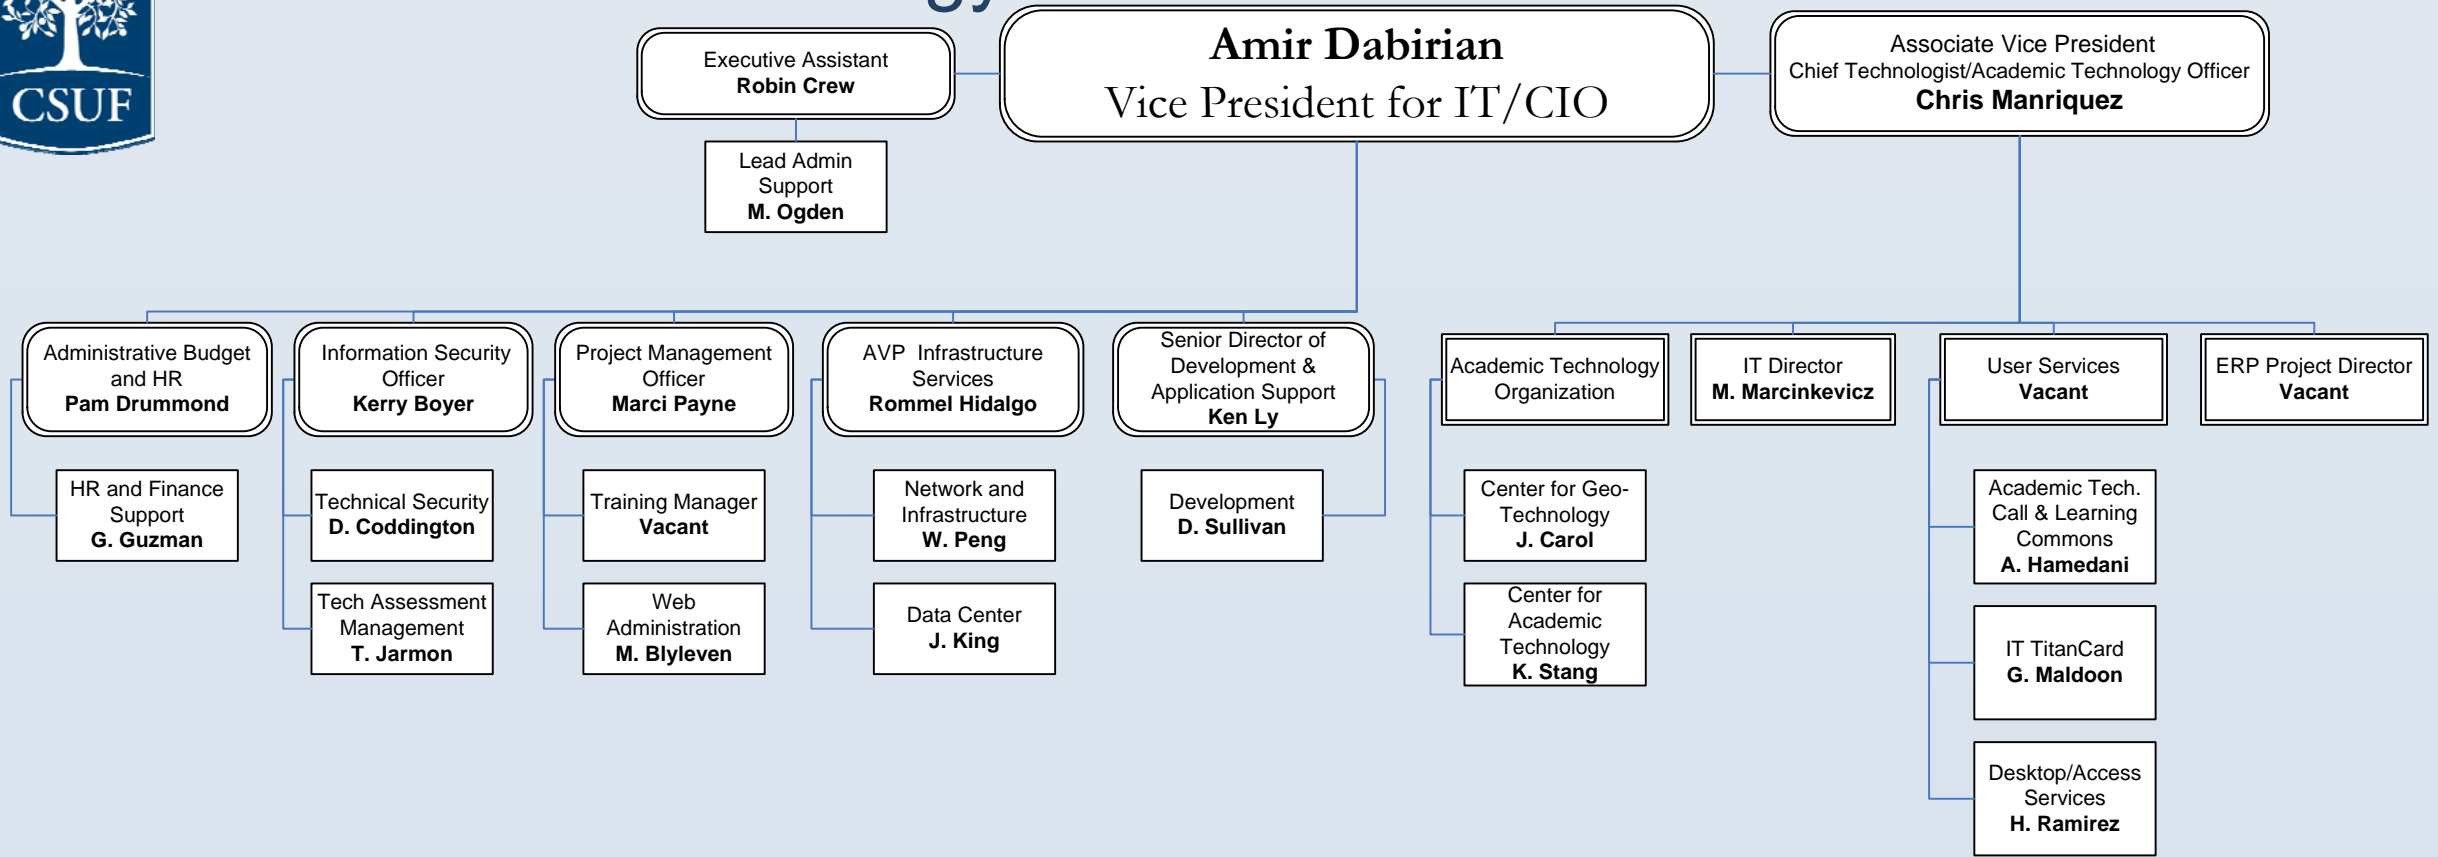 CSUF
Executive Assistant
Robin Crew
Amir Dabirian
Vice President for IT/CIO
Associate Vice President
Chief Technologist/Academic Technology Officer
Chris Manriquez
Lead Admin
Support
M. Ogden
Administrative Budget
and HR
Pam Drummond
Information Security
Officer
Kerry Boyer
Project Management
Officer
Marci Payne
AVP Infrastructure
Services
Rommel Hidalgo
Senior Director of
Development &
Application Support
Ken Ly
Academic Technology
Organization
IT Director
M. Marcinkevicz
User Services
Vacant
ERP Project Director
Vacant
HR and Finance
Support
G. Guzman
Technical Security
D. Coddington
Training Manager
Vacant
Network and
Infrastructure
W. Peng
Development
D. Sullivan
Center for Geo-
Technology
J. Carol
Academic Tech.
Call & Learning
Commons
A. Hamedani
Tech Assessment
Management
T. Jarmon
Web
Administration
M. Blyleven
Data Center
J. King
Center for
Academic
Technology
K. Stang
IT TitanCard
G. Maldoon
Desktop/Access
Services
H. Ramirez